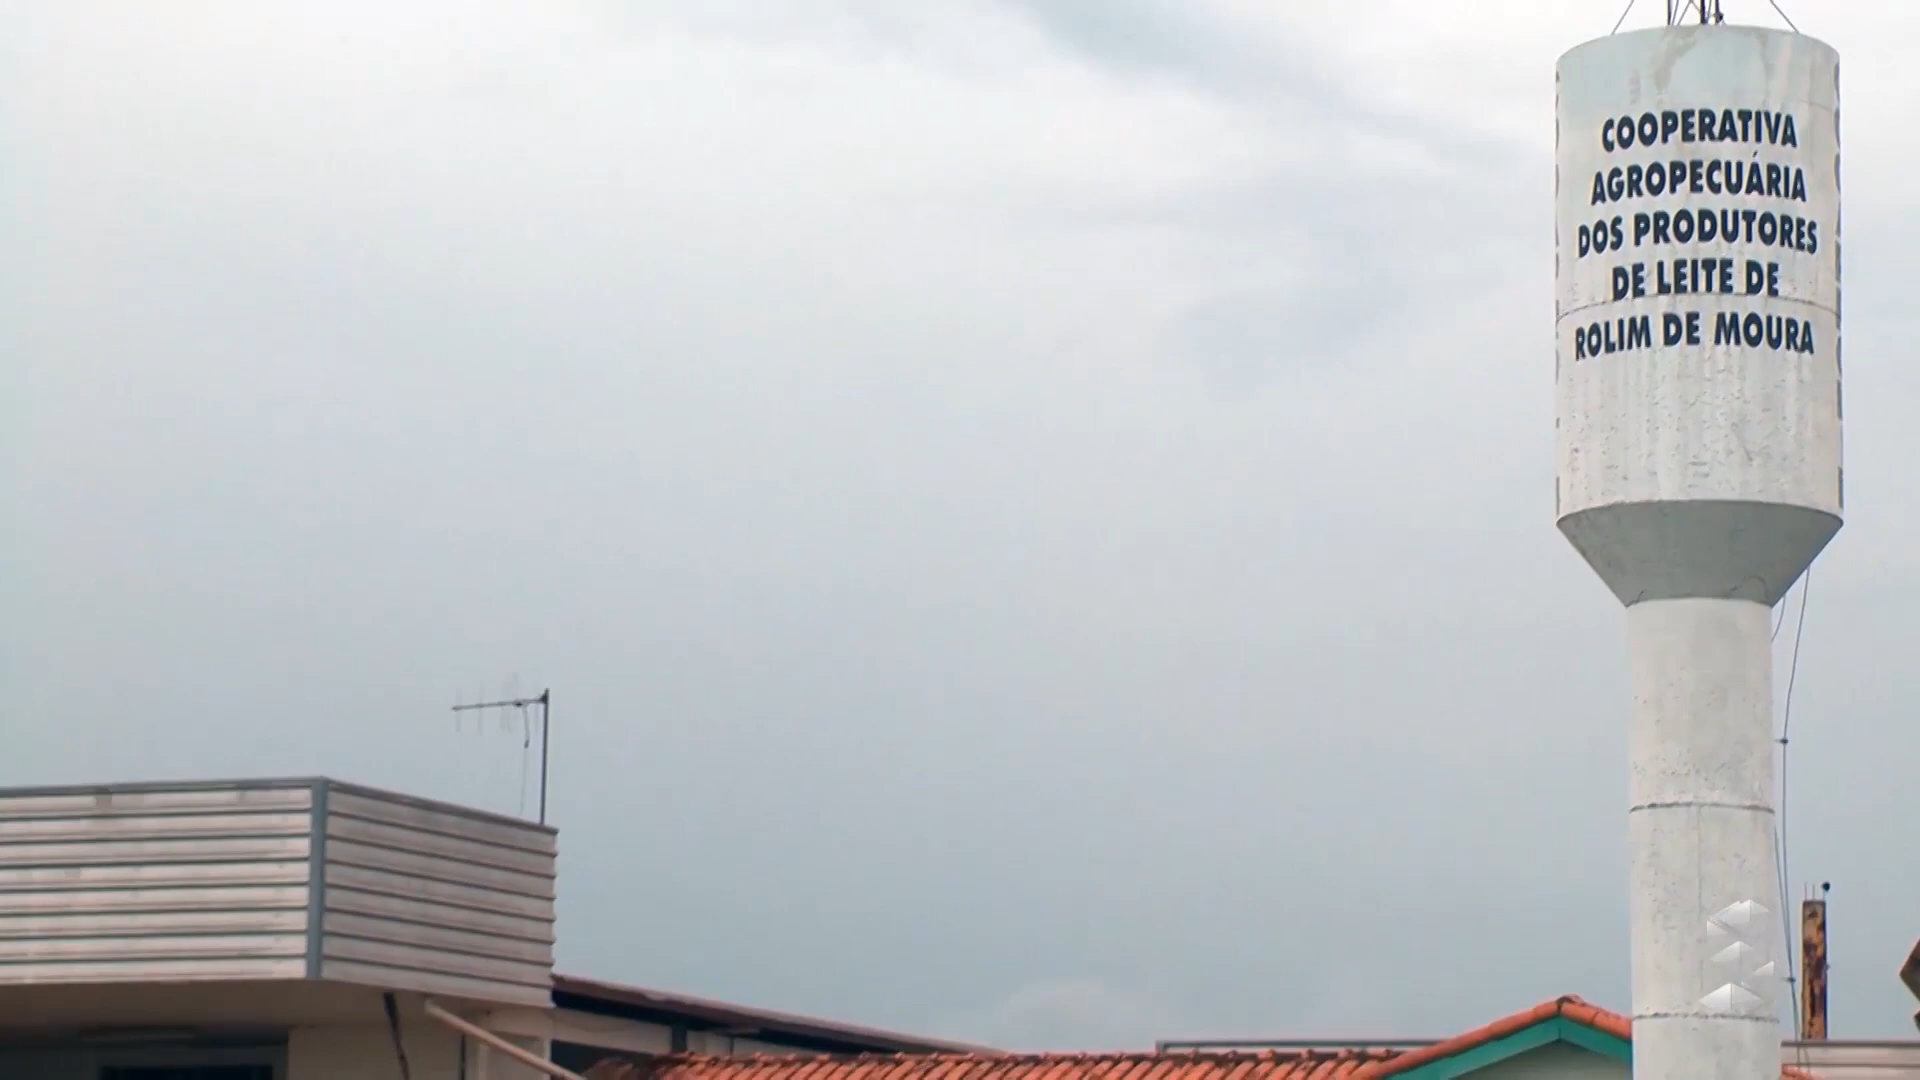 COOPERATIVA
AGROPECUÁRIA
DOS PRODUTORES
DE LEITE DE
ROLIM DE MOURA